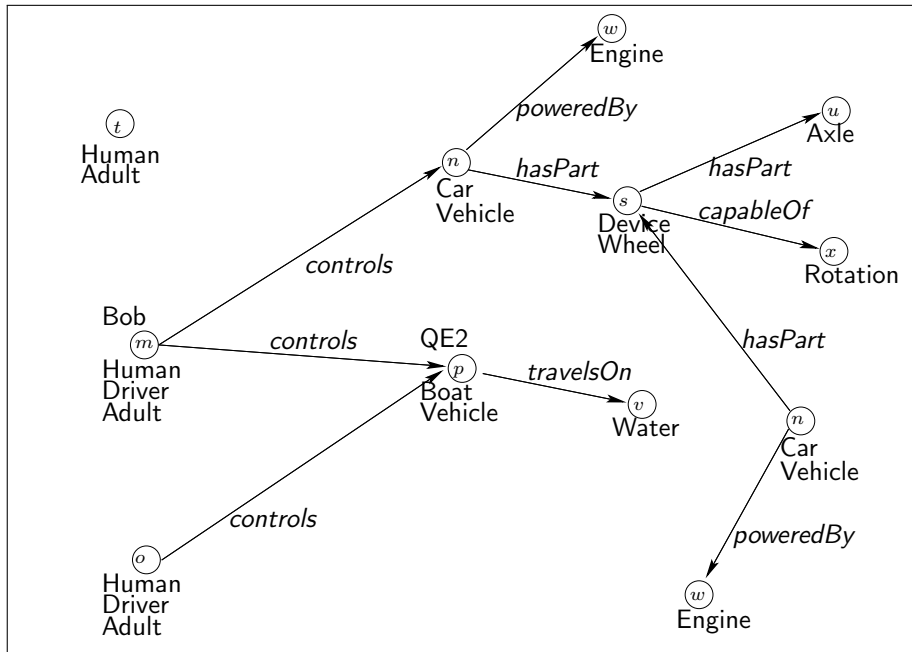 w
Engine
poweredBy
t
Human
Adult
u
Axle
n
hasPart
hasPart
Car
Vehicle
s
capableOf
Device
Wheel
x
Rotation
controls
Bob
m
controls
QE2
hasPart
Human
Driver
Adult
p
travelsOn
Boat
Vehicle
v
Water
n
Car
Vehicle
controls
poweredBy
o
Human
Driver
Adult
w
Engine